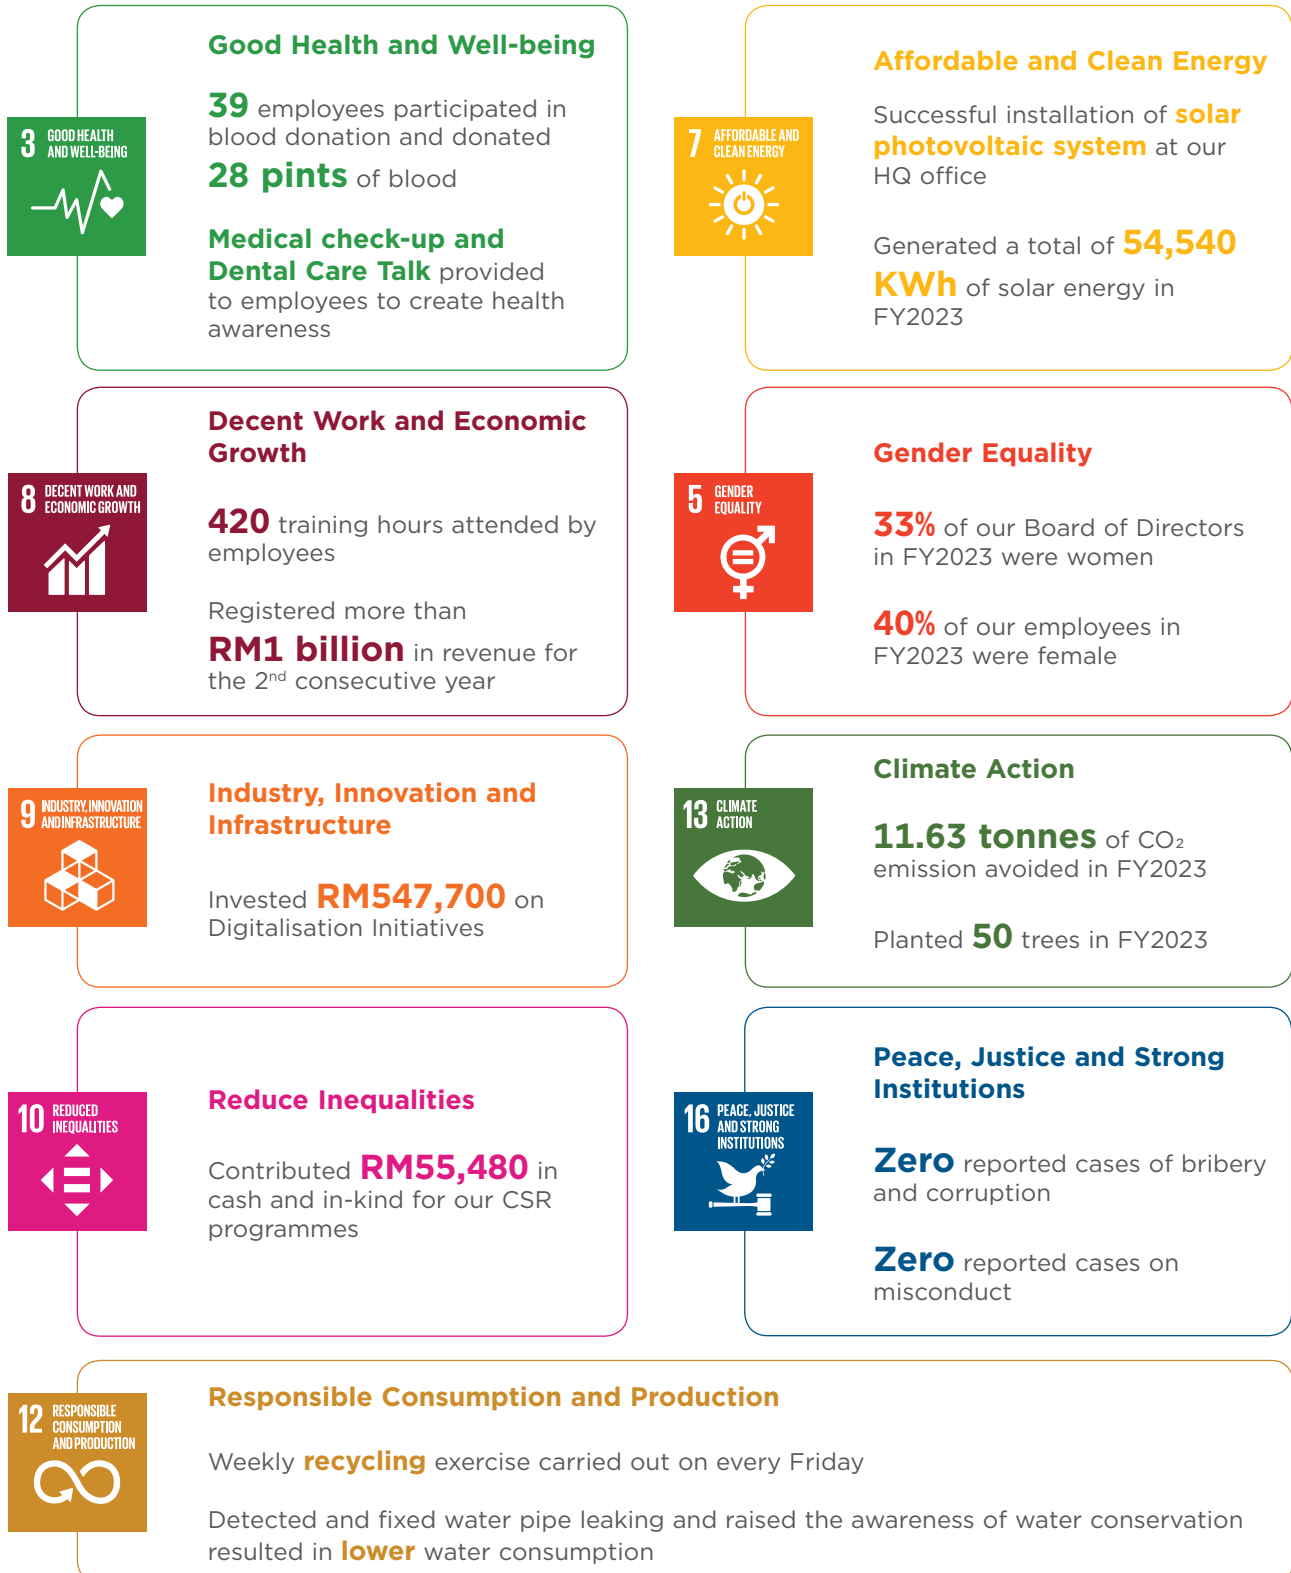 3 GOOD HEALTH
AND WELL-BEING
Good Health and Well-being
39 employees participated in
blood donation and donated
28 pints of blood
Medical check-up and
Dental Care Talk provided
to employees to create health
awareness
7 AFFORDABLE AND
CLEAN ENERGY
Affordable and Clean Energy
Successful installation of solar
photovoltaic system at our
HQ office
Generated a total of 54,540
KWh of solar energy in
FY2023
8 DECENT WORK AND
ECONOMIC GROWTH
Decent Work and Economic
Growth
420 training hours attended by
employees
Registered more than
RM1 billion in revenue for
the 2nd consecutive year
5 GENDER
EQUALITY
Gender Equality
33% of our Board of Directors
in FY2023 were women
40% of our employees in
FY2023 were female
9 INDUSTRY, INNOVATION
AND INFRASTRUCTURE
Industry, Innovation and
Infrastructure
Invested RM547,700 on
Digitalisation Initiatives
13 CLIMATE
ACTION
Climate Action
11.63 tonnes of CO₂
emission avoided in FY2023
Planted 50 trees in FY2023
10 REDUCED
INEQUALITIES
Reduce Inequalities
Contributed RM55,480 in
cash and in-kind for our CSR
programmes
16 PEACE, JUSTICE
AND STRONG
INSTITUTIONS
Peace, Justice and Strong
Institutions
Zero reported cases of bribery
and corruption
Zero reported cases on
misconduct
12 RESPONSIBLE
CONSUMPTION
AND PRODUCTION
Responsible Consumption and Production
Weekly recycling exercise carried out on every Friday
Detected and fixed water pipe leaking and raised the awareness of water conservation
resulted in lower water consumption